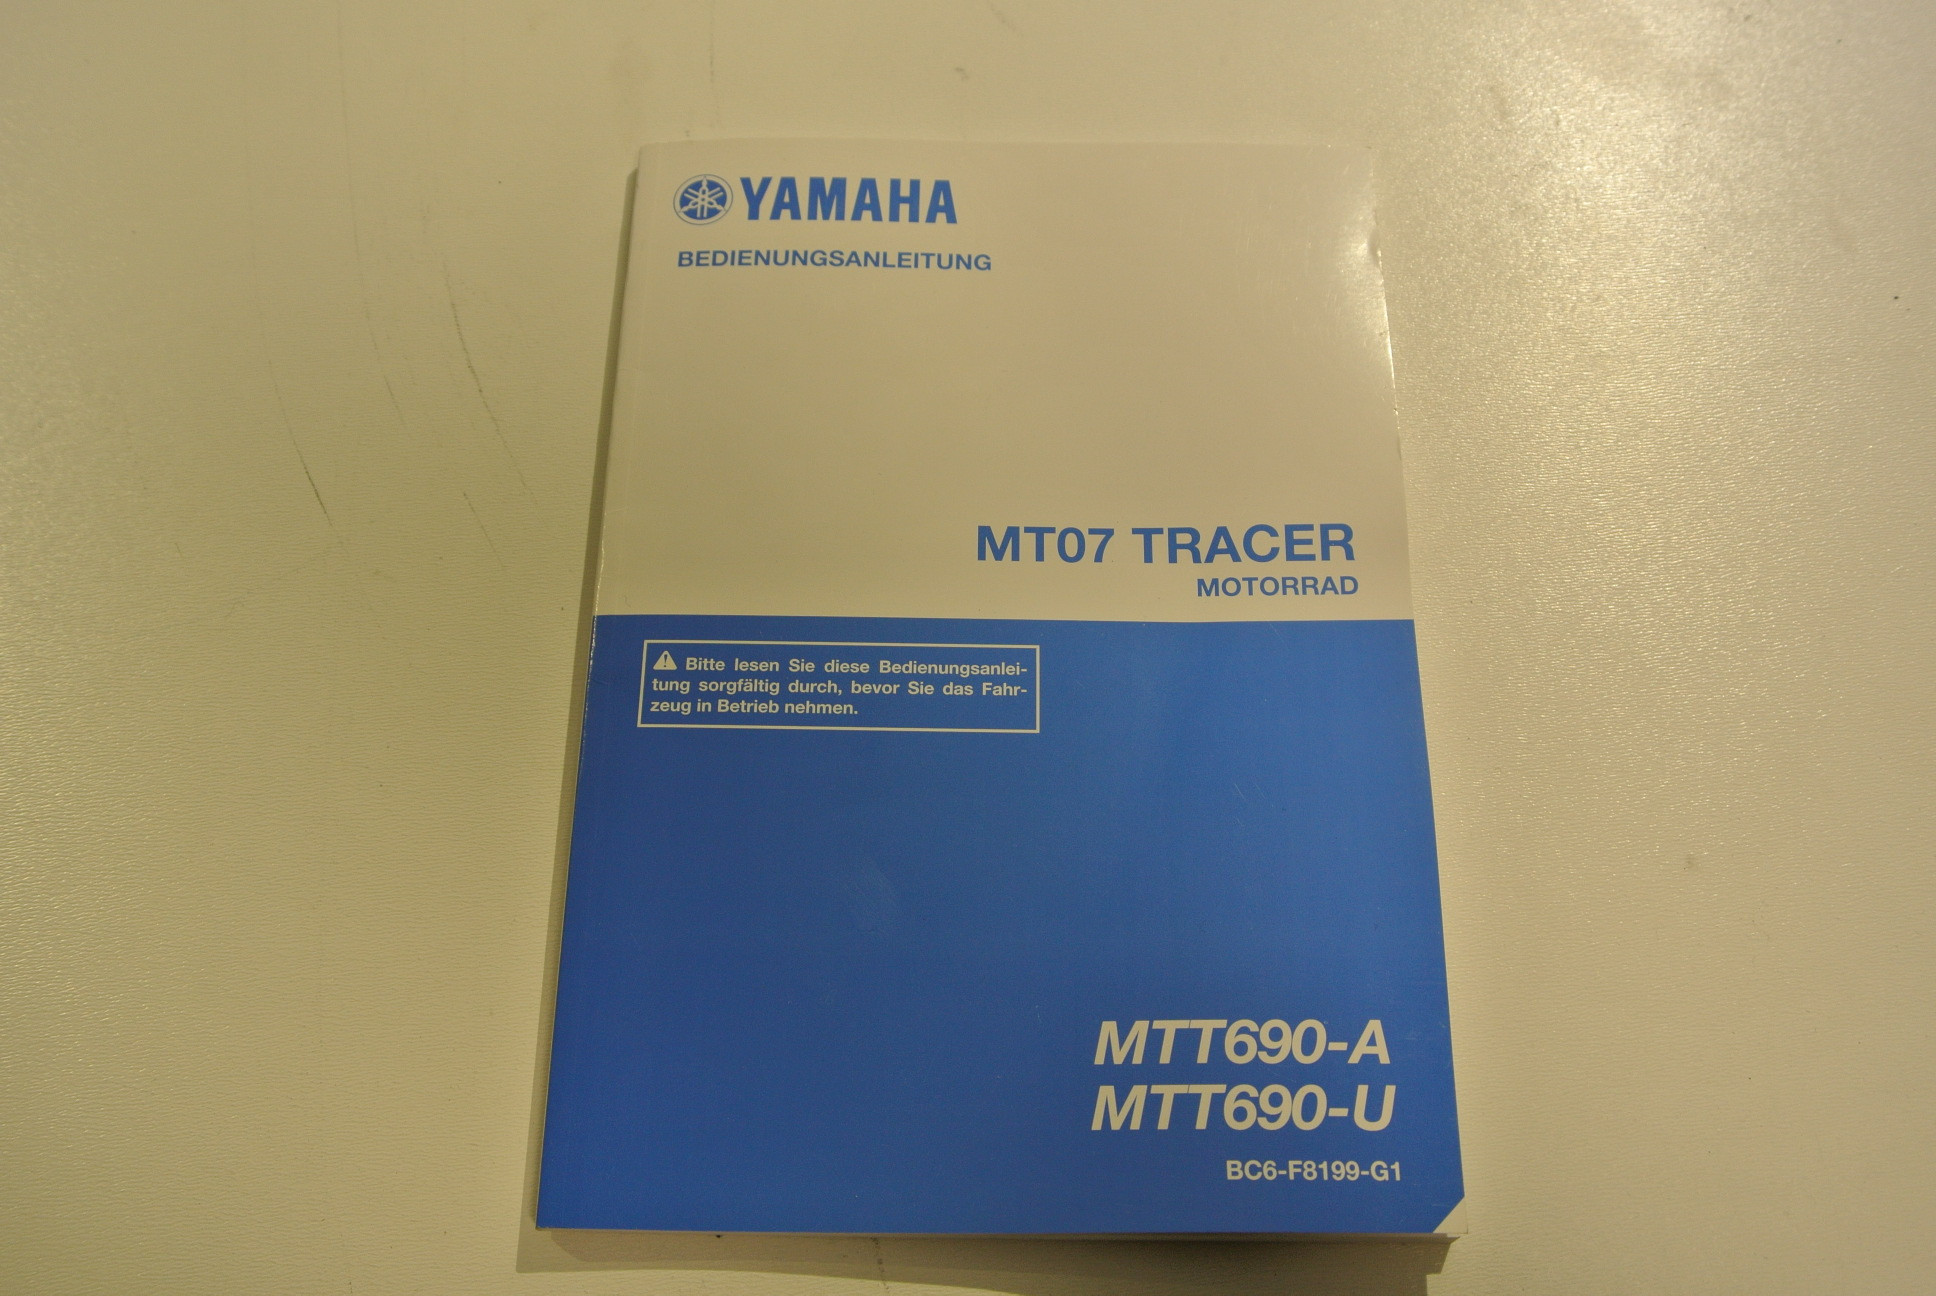 YAMAHA
BEDIENUNGSANLEITUNG
MT07 TRACER
MOTORRAD
Bitte lesen Sie diese Bedienungsanlei-
tung sorgfältig durch, bevor Sie das Fahr-
zeug in Betrieb nehmen.
MTT690-A
MTT690-U
BC6-F8199-G1